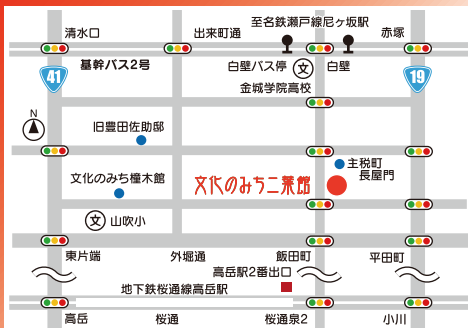 至名鉄瀬戸線尼ヶ坂駅
清水口
出来町通
赤塚
基幹バス2号
白壁バス停
文
白壁
41
金城学院高校
19
N
旧豊田佐助邸
主税町
長屋門
文化のみち橦木館
文化のみち二葉館
文
山吹小
東片端
外堀通
飯田町
平田町
高岳駅2番出口
地下鉄桜通線高岳駅
高岳
桜通
桜通泉2
小川